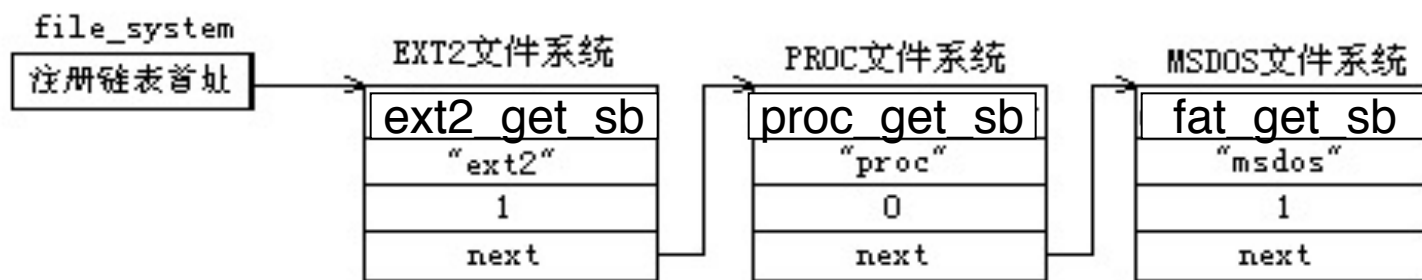 file_system
注册链表首址
EXT2文件系统
ext2_get_sb
"ext2"
1
next
PROC文件系统
proc_get_sb
"proc"
0
next
MSDOS文件系统
fat_get_sb
"msdos"
1
next